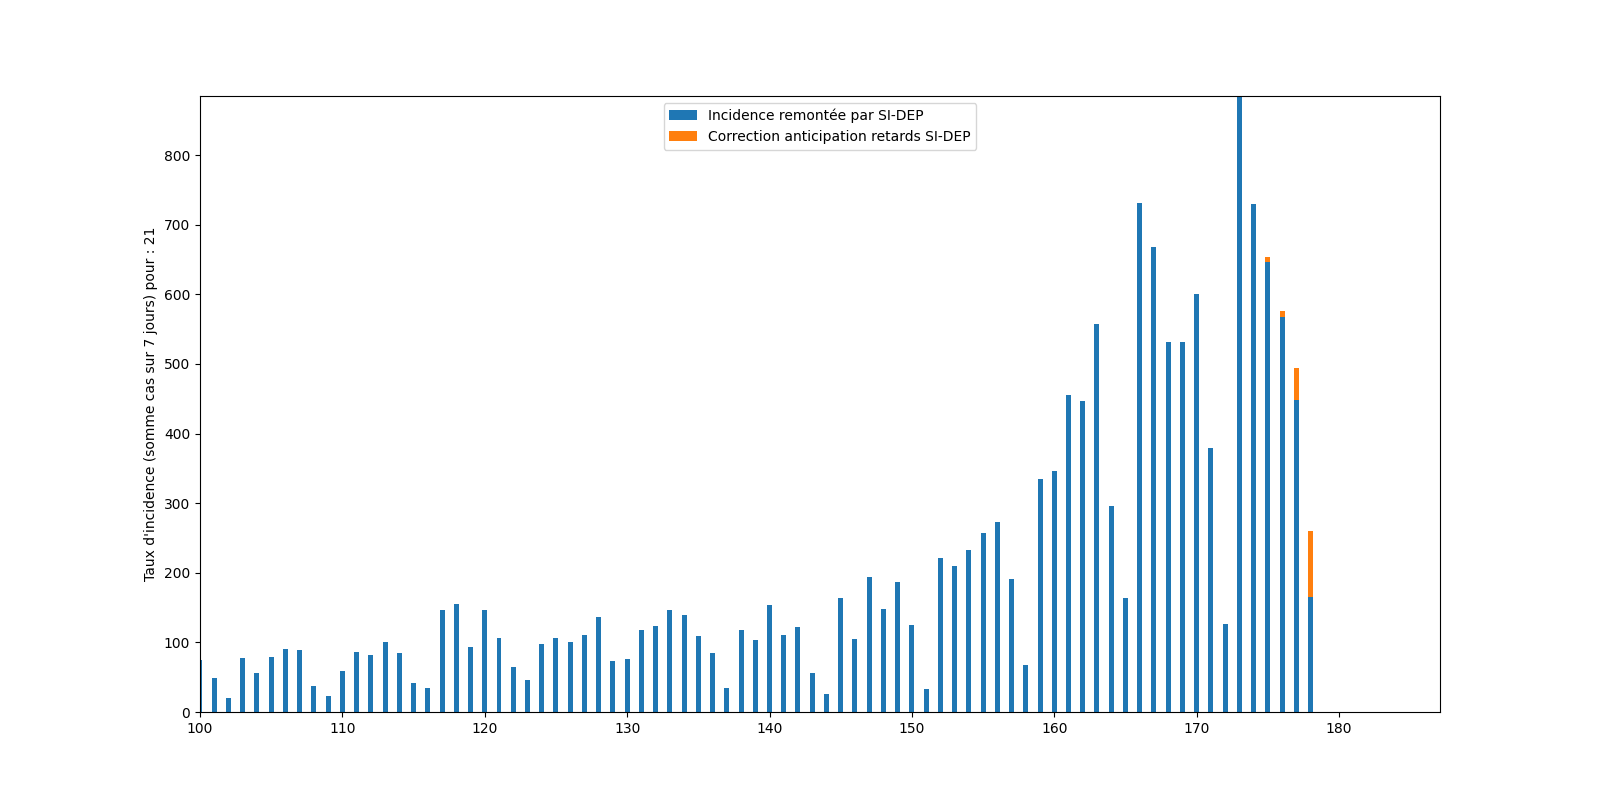 Incidence remontée par SI-DEP
Correction anticipation retards SI-DEP
Taux d'incidence (somme cas sur 7 jours) pour : 21
800
700
600
500
400
300
200
100
0
100 110 120 130 140 150 160 170 180